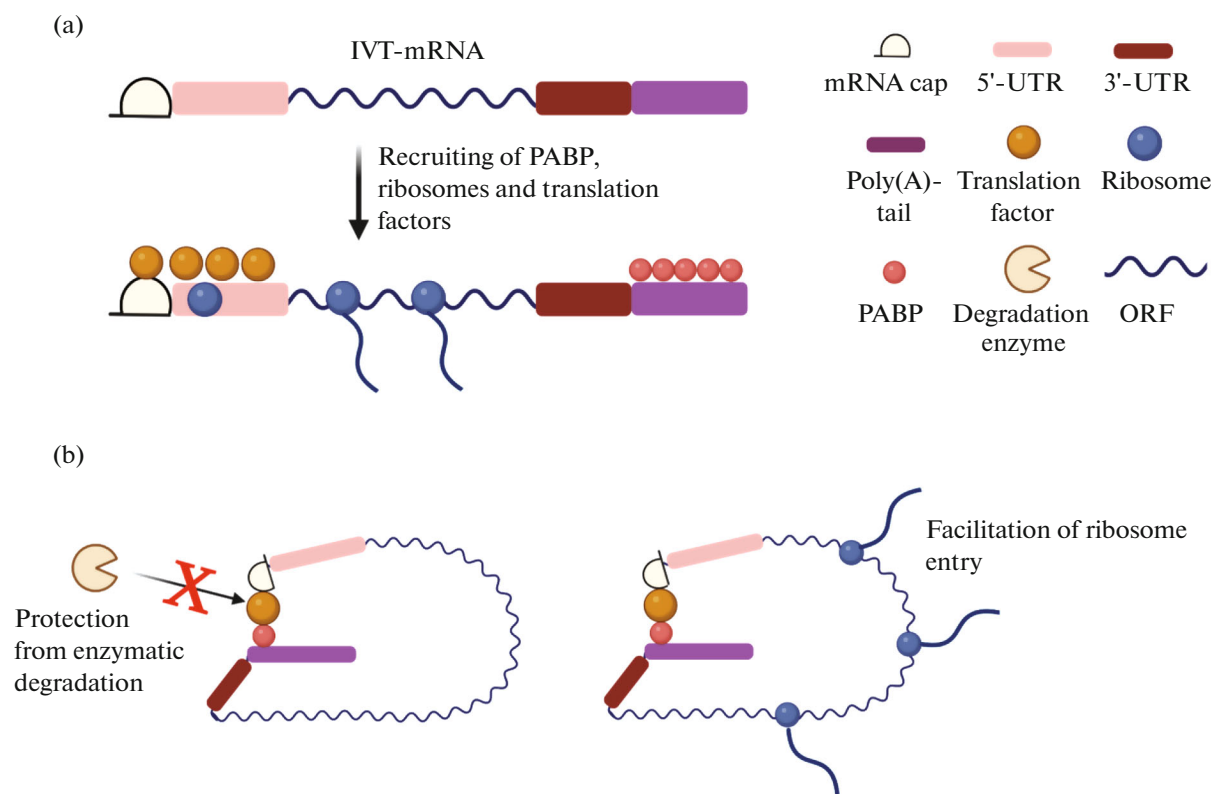 (a)
IVT-mRNA
Recruiting of PABP,
ribosomes and translation
factors
mRNA cap
5'-UTR
3'-UTR
Poly(A)-
tail
Translation
factor
Ribosome
PABP
Degradation
enzyme
ORF
(b)
X
Protection
from enzymatic
degradation
Facilitation of ribosome
entry